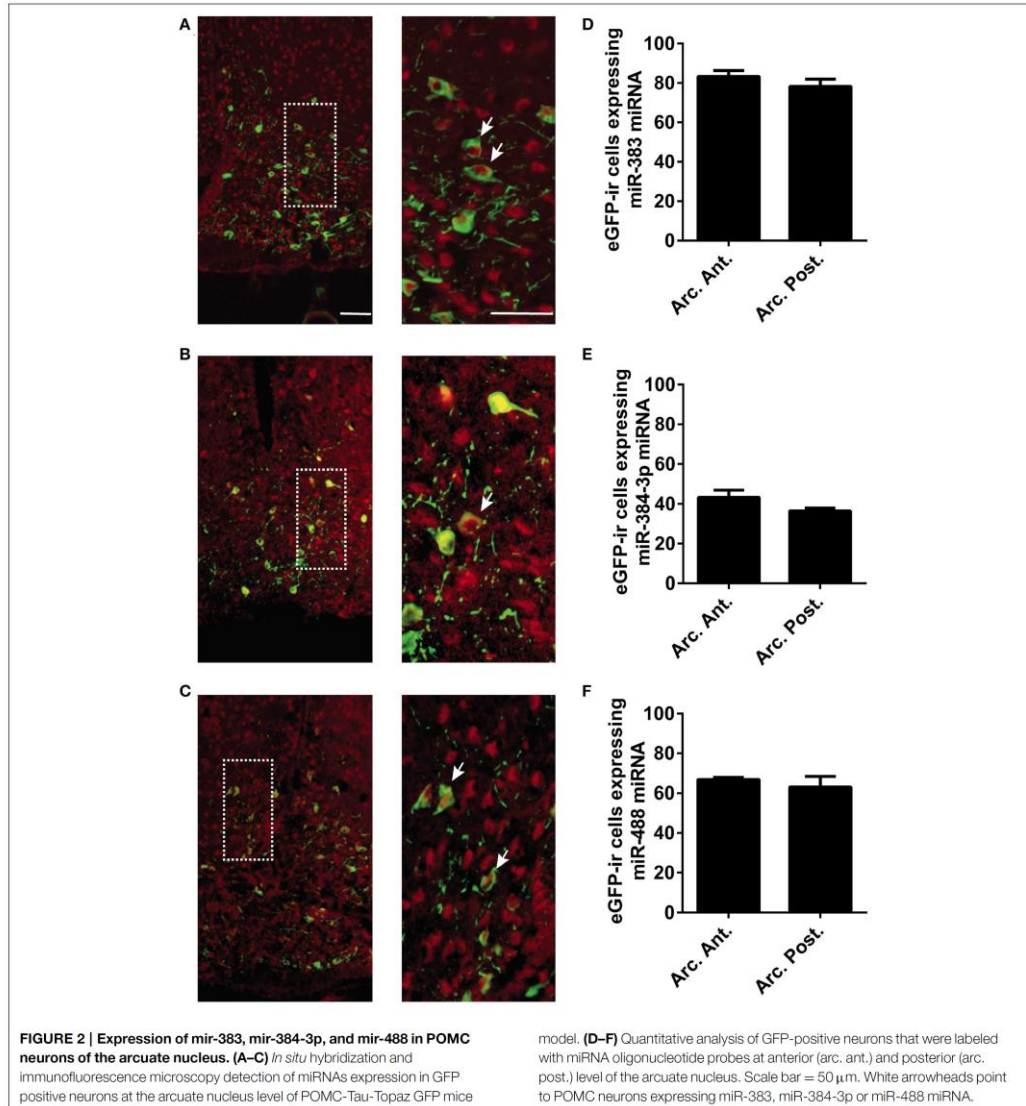 A
D
eGFP-ir cells expressing
miR-383 miRNA
100
80
60
40
20
0
Arc. Ant.
Arc. Post.
B
E
eGFP-ir cells expressing
miR-384-3p miRNA
100
80
60
40
20
0
Arc. Ant.
Arc. Post.
C
F
eGFP-ir cells expressing
miR-488 miRNA
100
80
60
40
20
0
Arc. Ant.
Arc. Post.
FIGURE 2 | Expression of mir-383, mir-384-3p, and mir-488 in POMC
neurons of the arcuate nucleus. (A–C) In situ hybridization and
immunofluorescence microscopy detection of miRNAs expression in GFP
positive neurons at the arcuate nucleus level of POMC-Tau-Topaz GFP mice
model. (D–F) Quantitative analysis of GFP-positive neurons that were labeled
with miRNA oligonucleotide probes at anterior (arc. ant.) and posterior (arc.
post.) level of the arcuate nucleus. Scale bar = 50 μm. White arrowheads point
to POMC neurons expressing miR-383, miR-384-3p or miR-488 miRNA.